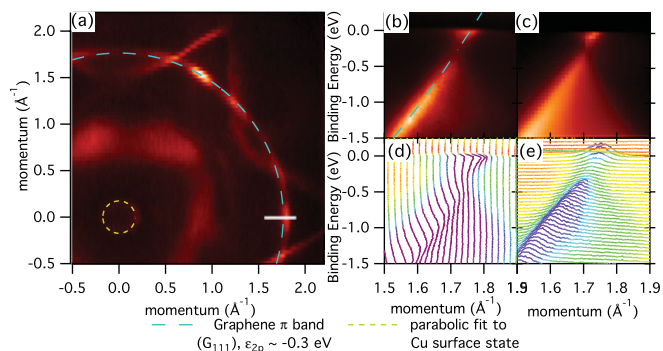 (a)
(b)
(c)
(d)
(e)
momentum (Å⁻¹)
2.0
1.5
1.0
0.5
0.0
-0.5
-0.5
0.0
0.5
1.0
1.5
2.0
momentum (Å⁻¹)
Binding Energy (eV)
0.0
-0.5
-1.0
-1.5
Binding Energy (eV)
0.0
-0.5
-1.0
-1.5
1.5
1.6
1.7
1.8
1.9
momentum (Å⁻¹)
1.6
1.7
1.8
1.9
momentum (Å⁻¹)
Graphene π band
(G₁₁₁), ε₂ₚ ~ -0.3 eV
parabolic fit to
Cu surface state